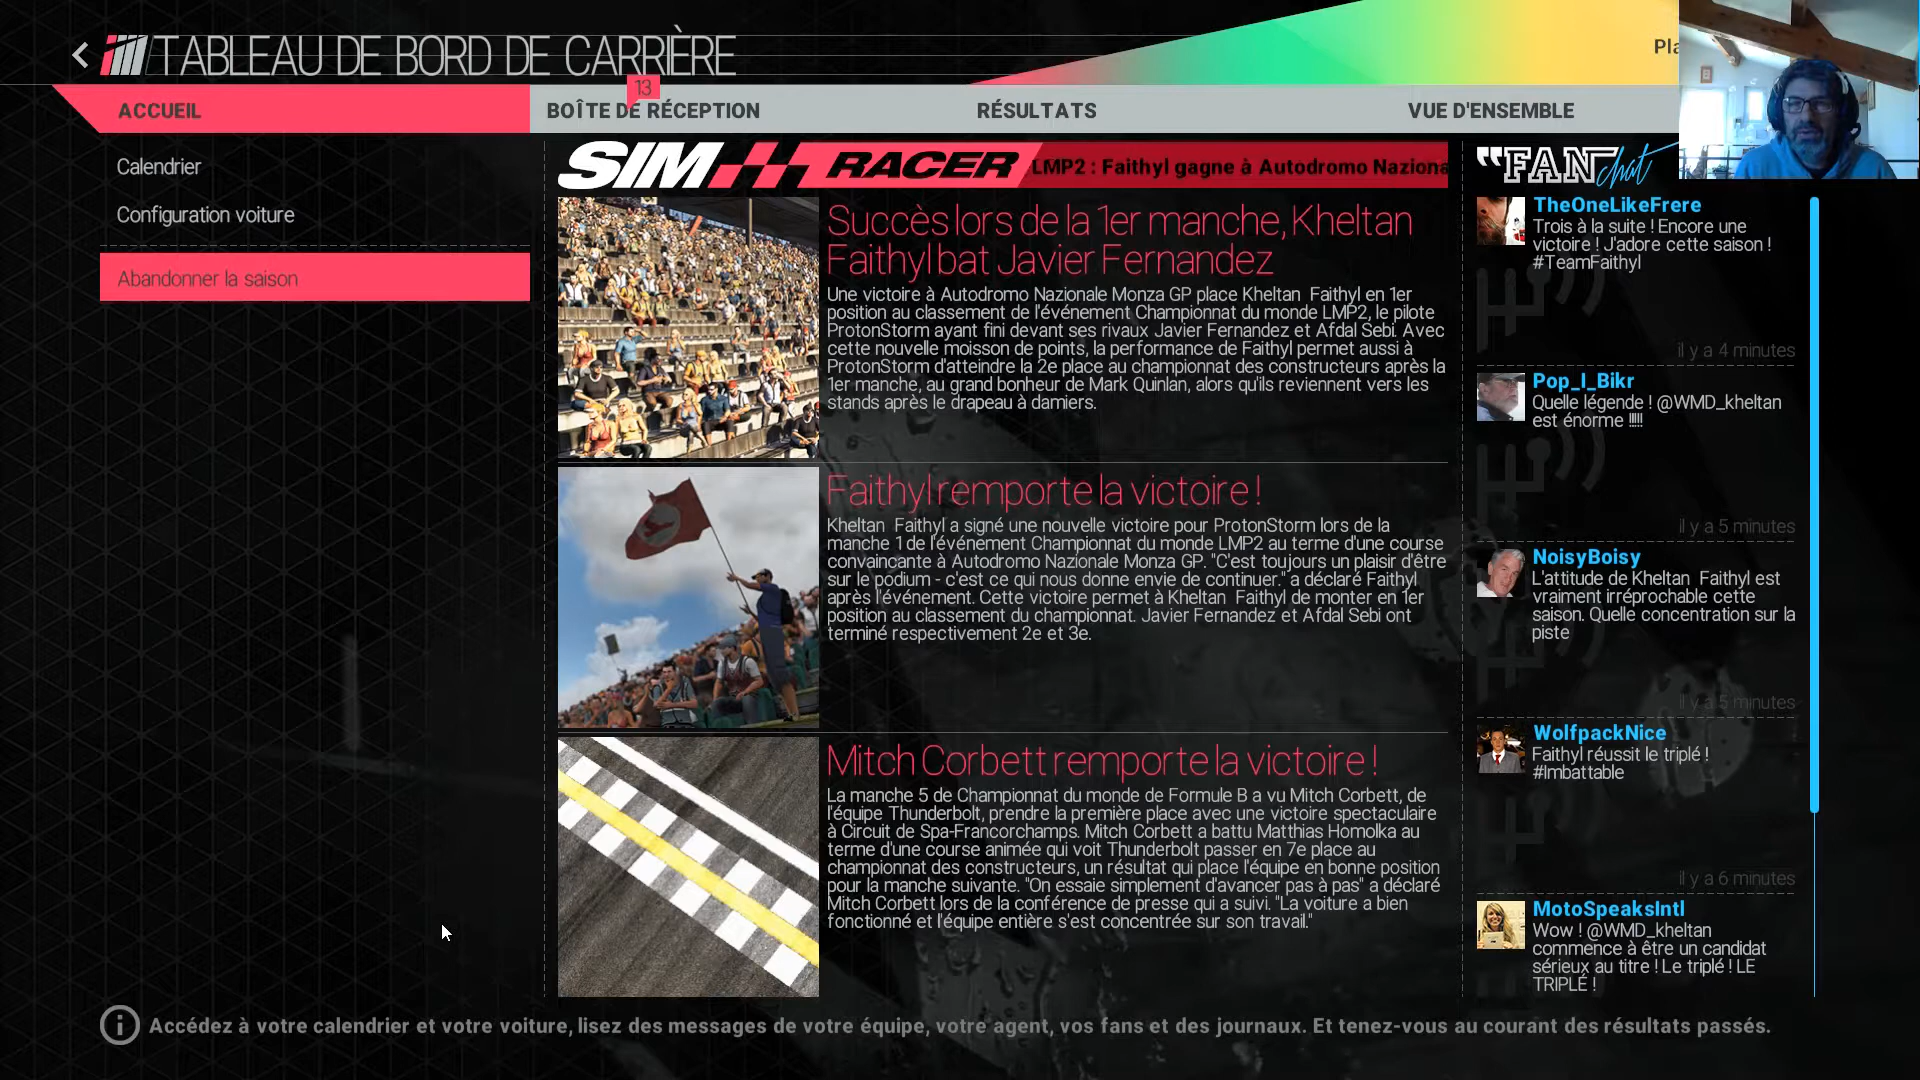 TABLEAU DE BORD DE CARRIÈRE
ACCUEIL
13
BOÎTE DE RÉCEPTION
RÉSULTATS
VUE D'ENSEMBLE
Calendrier
Configuration voiture
Abandonner la saison
SIM RACER
LMP2 : Faithyl gagne à Autodromo Naziona
Succès lors de la 1er manche, Kheltan
Faithyl bat Javier Fernandez
Une victoire à Autodromo Nazionale Monza GP place Kheltan Faithyl en 1er
position au classement de l'événement Championnat du monde LMP2, le pilote
ProtonStorm ayant fini devant ses rivaux Javier Fernandez et Afdal Sebi. Avec
cette nouvelle moisson de points, la performance de Faithyl permet aussi à
ProtonStorm d'atteindre la 2e place au championnat des constructeurs après la
1er manche, au grand bonheur de Mark Quinlan, alors qu'ils reviennent vers les
stands après le drapeau à damiers.
Faithyl remporte la victoire !
Kheltan Faithyl a signé une nouvelle victoire pour ProtonStorm lors de la
manche 1 de l'événement Championnat du monde LMP2 au terme d'une course
convaincante à Autodromo Nazionale Monza GP. "C'est toujours un plaisir d'être
sur le podium - c'est ce qui nous donne envie de continuer." a déclaré Faithyl
après l'événement. Cette victoire permet à Kheltan Faithyl de monter en 1er
position au classement du championnat. Javier Fernandez et Afdal Sebi ont
terminé respectivement 2e et 3e.
Mitch Corbett remporte la victoire !
La manche 5 de Championnat du monde de Formule B a vu Mitch Corbett, de
l'équipe Thunderbolt, prendre la première place avec une victoire spectaculaire
à Circuit de Spa-Francorchamps. Mitch Corbett a battu Matthias Homolka au
terme d'une course animée qui voit Thunderbolt passer en 7e place au
championnat des constructeurs, un résultat qui place l'équipe en bonne position
pour la manche suivante. "On essaie simplement d'avancer pas à pas" a déclaré
Mitch Corbett lors de la conférence de presse qui a suivi. "La voiture a bien
fonctionné et l'équipe entière s'est concentrée sur son travail."
"FAN chat
TheOneLikeFrere
Trois à la suite ! Encore une
victoire ! J'adore cette saison !
#TeamFaithyl
il y a 4 minutes
Pop_I_Bikr
Quelle légende ! @WMD_kheltan
est énorme !!!!!
il y a 5 minutes
NoisyBoisy
L'attitude de Kheltan Faithyl est
vraiment irréprochable cette
saison. Quelle concentration sur la
piste
il y a 5 minutes
WolfpackNice
Faithyl réussit le triplé !
#Imbattable
il y a 6 minutes
MotoSpeaksIntl
Wow ! @WMD_kheltan
commence à être un candidat
sérieux au titre ! Le triplé ! LE
TRIPLÉ !
Accédez à votre calendrier et votre voiture, lisez des messages de votre équipe, votre agent, vos fans et des journaux. Et tenez-vous au courant des résultats passés.